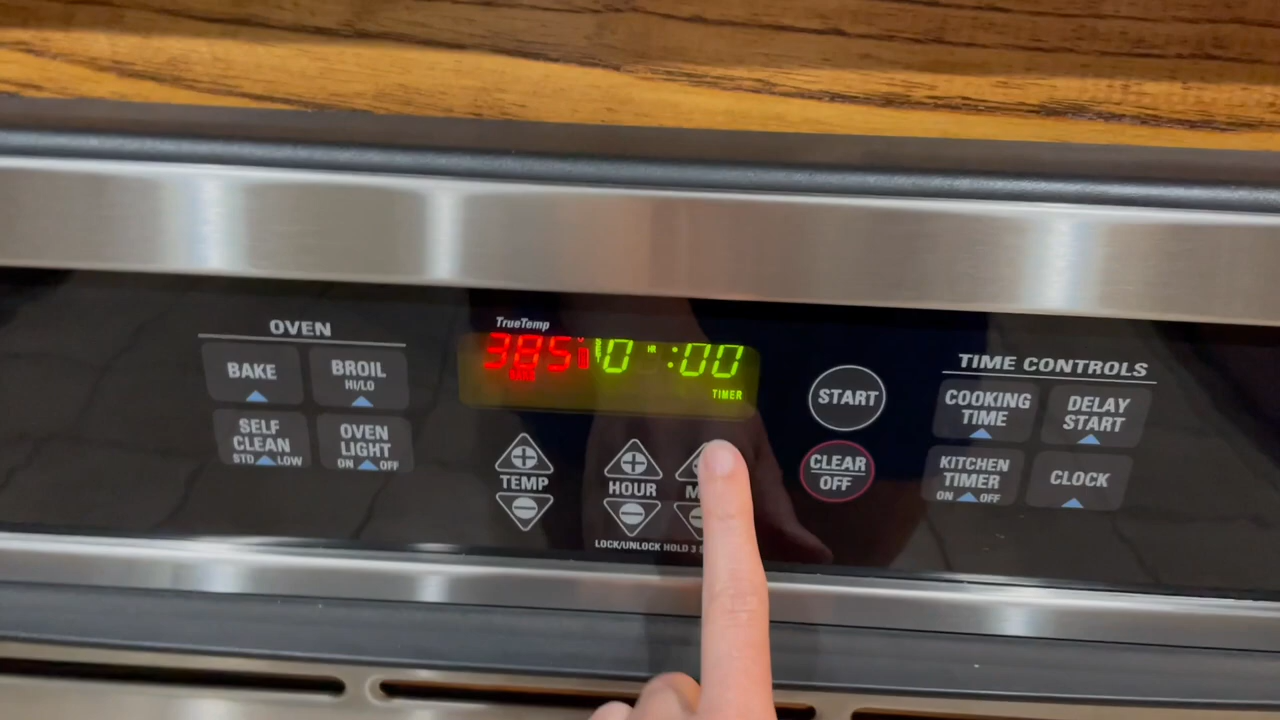 OVEN
BAKE
BROIL
HI/LO
SELF
CLEAN
STD LOW
OVEN
LIGHT
ON OFF
TrueTemp
385
0 HR :00
TIMER
TEMP
HOUR
LOCK/UNLOCK HOLD 3
START
CLEAR
OFF
TIME CONTROLS
COOKING
TIME
DELAY
START
KITCHEN
TIMER
ON OFF
CLOCK